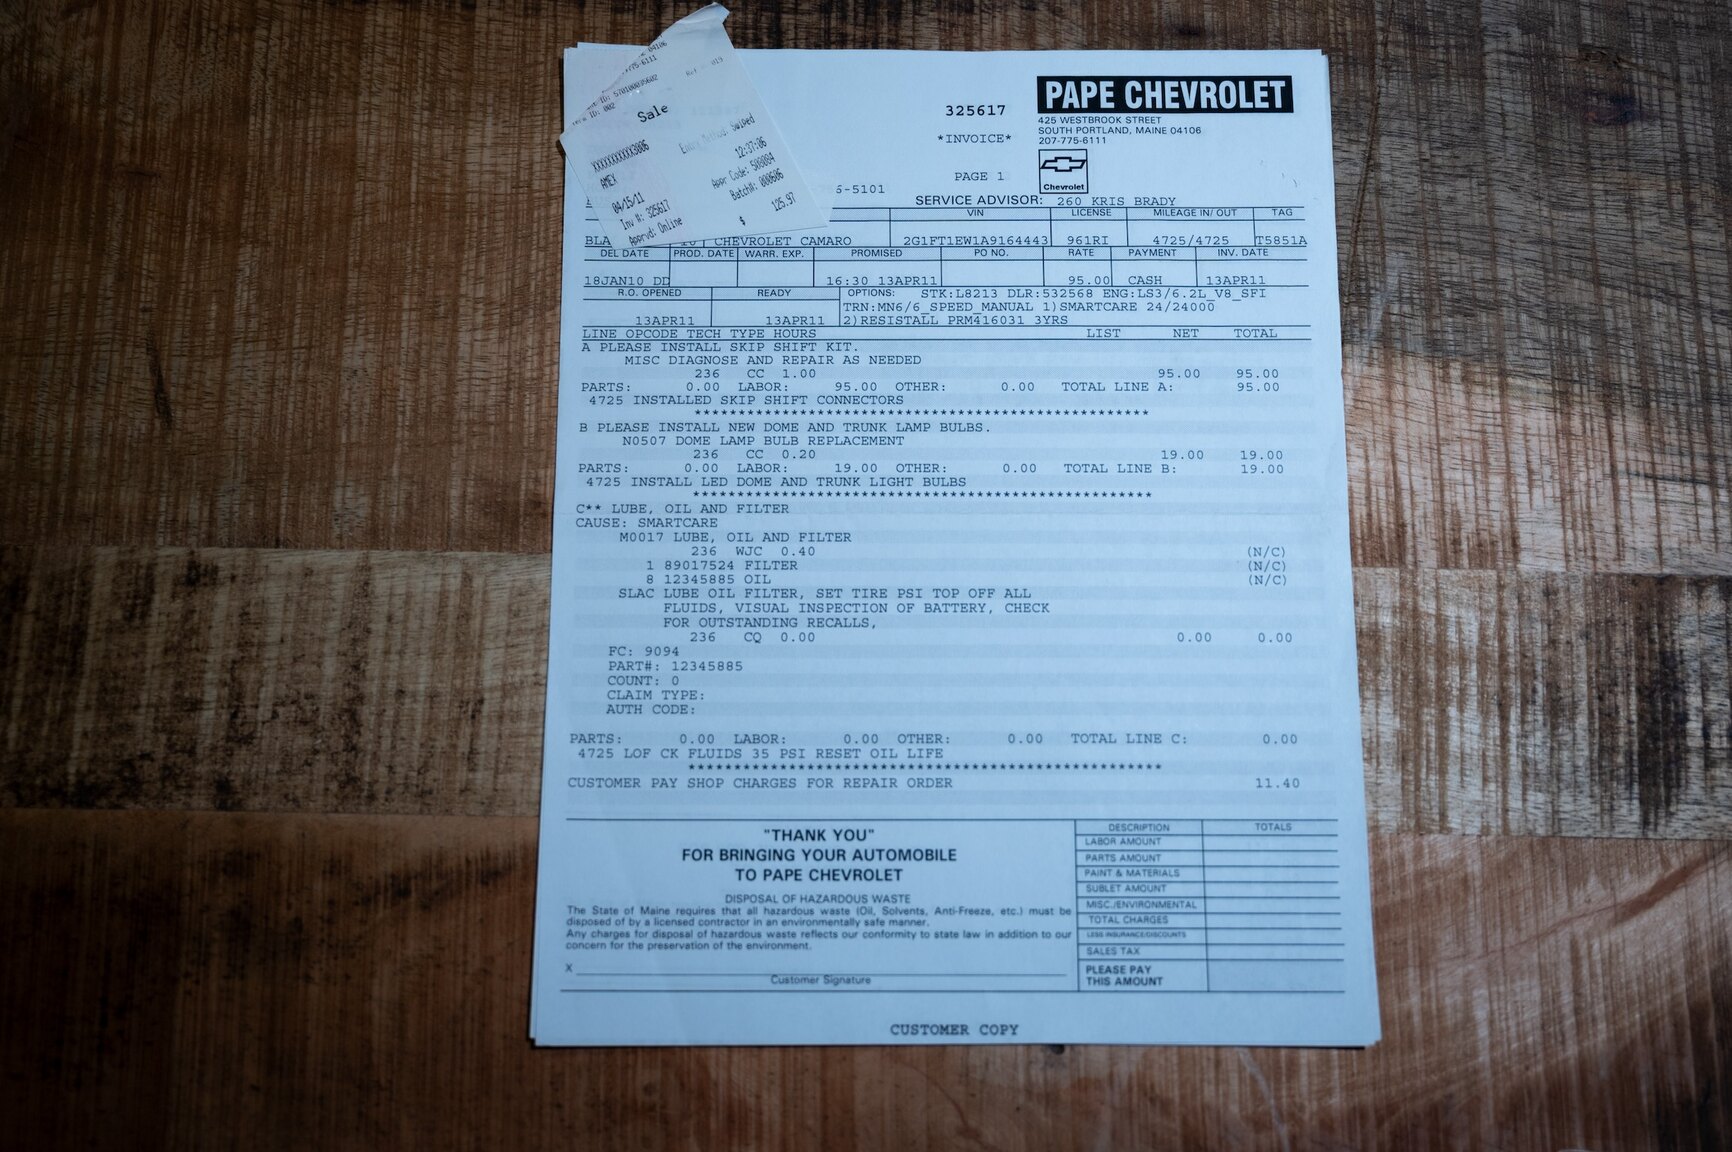 04106
775-6111
ID: 002
Sale
XXXXXXXXXXX3006
Swiped
AMEX
12:37:06
04/15/11
Appr Code: 508084
Inv #: 325617
Batch#: 000606
Apprvd: Online
$ 125.97
325617
*INVOICE*
PAGE 1
PAPE CHEVROLET
425 WESTBROOK STREET
SOUTH PORTLAND, MAINE 04106
207-775-6111
Chevrolet
-5101
SERVICE ADVISOR: 260 KRIS BRADY
VIN LICENSE MILEAGE IN/ OUT TAG
BLA CHEVROLET CAMARO 2G1FT1EW1A9164443 961RI 4725/4725 T5851A
DEL DATE PROD. DATE WARR. EXP. PROMISED PO NO. RATE PAYMENT INV. DATE
18JAN10 DD 16:30 13APR11 95.00 CASH 13APR11
R.O. OPENED READY OPTIONS: STK:L8213 DLR:532568 ENG:LS3/6.2L_V8_SFI
TRN:MN6/6_SPEED_MANUAL 1)SMARTCARE 24/24000
13APR11 13APR11 2)RESISTALL PRM416031 3YRS
LINE OPCODE TECH TYPE HOURS LIST NET TOTAL
A PLEASE INSTALL SKIP SHIFT KIT.
MISC DIAGNOSE AND REPAIR AS NEEDED
236 CC 1.00 95.00 95.00
PARTS: 0.00 LABOR: 95.00 OTHER: 0.00 TOTAL LINE A: 95.00
4725 INSTALLED SKIP SHIFT CONNECTORS
****************************************************
B PLEASE INSTALL NEW DOME AND TRUNK LAMP BULBS.
N0507 DOME LAMP BULB REPLACEMENT
236 CC 0.20 19.00 19.00
PARTS: 0.00 LABOR: 19.00 OTHER: 0.00 TOTAL LINE B: 19.00
4725 INSTALL LED DOME AND TRUNK LIGHT BULBS
****************************************************
C** LUBE, OIL AND FILTER
CAUSE: SMARTCARE
M0017 LUBE, OIL AND FILTER
236 WJC 0.40 (N/C)
1 89017524 FILTER (N/C)
8 12345885 OIL (N/C)
SLAC LUBE OIL FILTER, SET TIRE PSI TOP OFF ALL
FLUIDS, VISUAL INSPECTION OF BATTERY, CHECK
FOR OUTSTANDING RECALLS,
236 CQ 0.00 0.00 0.00
FC: 9094
PART#: 12345885
COUNT: 0
CLAIM TYPE:
AUTH CODE:
PARTS: 0.00 LABOR: 0.00 OTHER: 0.00 TOTAL LINE C: 0.00
4725 LOF CK FLUIDS 35 PSI RESET OIL LIFE
****************************************************
CUSTOMER PAY SHOP CHARGES FOR REPAIR ORDER 11.40
"THANK YOU"
FOR BRINGING YOUR AUTOMOBILE
TO PAPE CHEVROLET
DISPOSAL OF HAZARDOUS WASTE
The State of Maine requires that all hazardous waste (Oil, Solvents, Anti-Freeze, etc.) must be
disposed of by a licensed contractor in an environmentally safe manner.
Any charges for disposal of hazardous waste reflects our conformity to state law in addition to our
concern for the preservation of the environment.
X
Customer Signature
DESCRIPTION TOTALS
LABOR AMOUNT
PARTS AMOUNT
PAINT & MATERIALS
SUBLET AMOUNT
MISC./ENVIRONMENTAL
TOTAL CHARGES
LESS INSURANCE/DISCOUNTS
SALES TAX
PLEASE PAY
THIS AMOUNT
CUSTOMER COPY